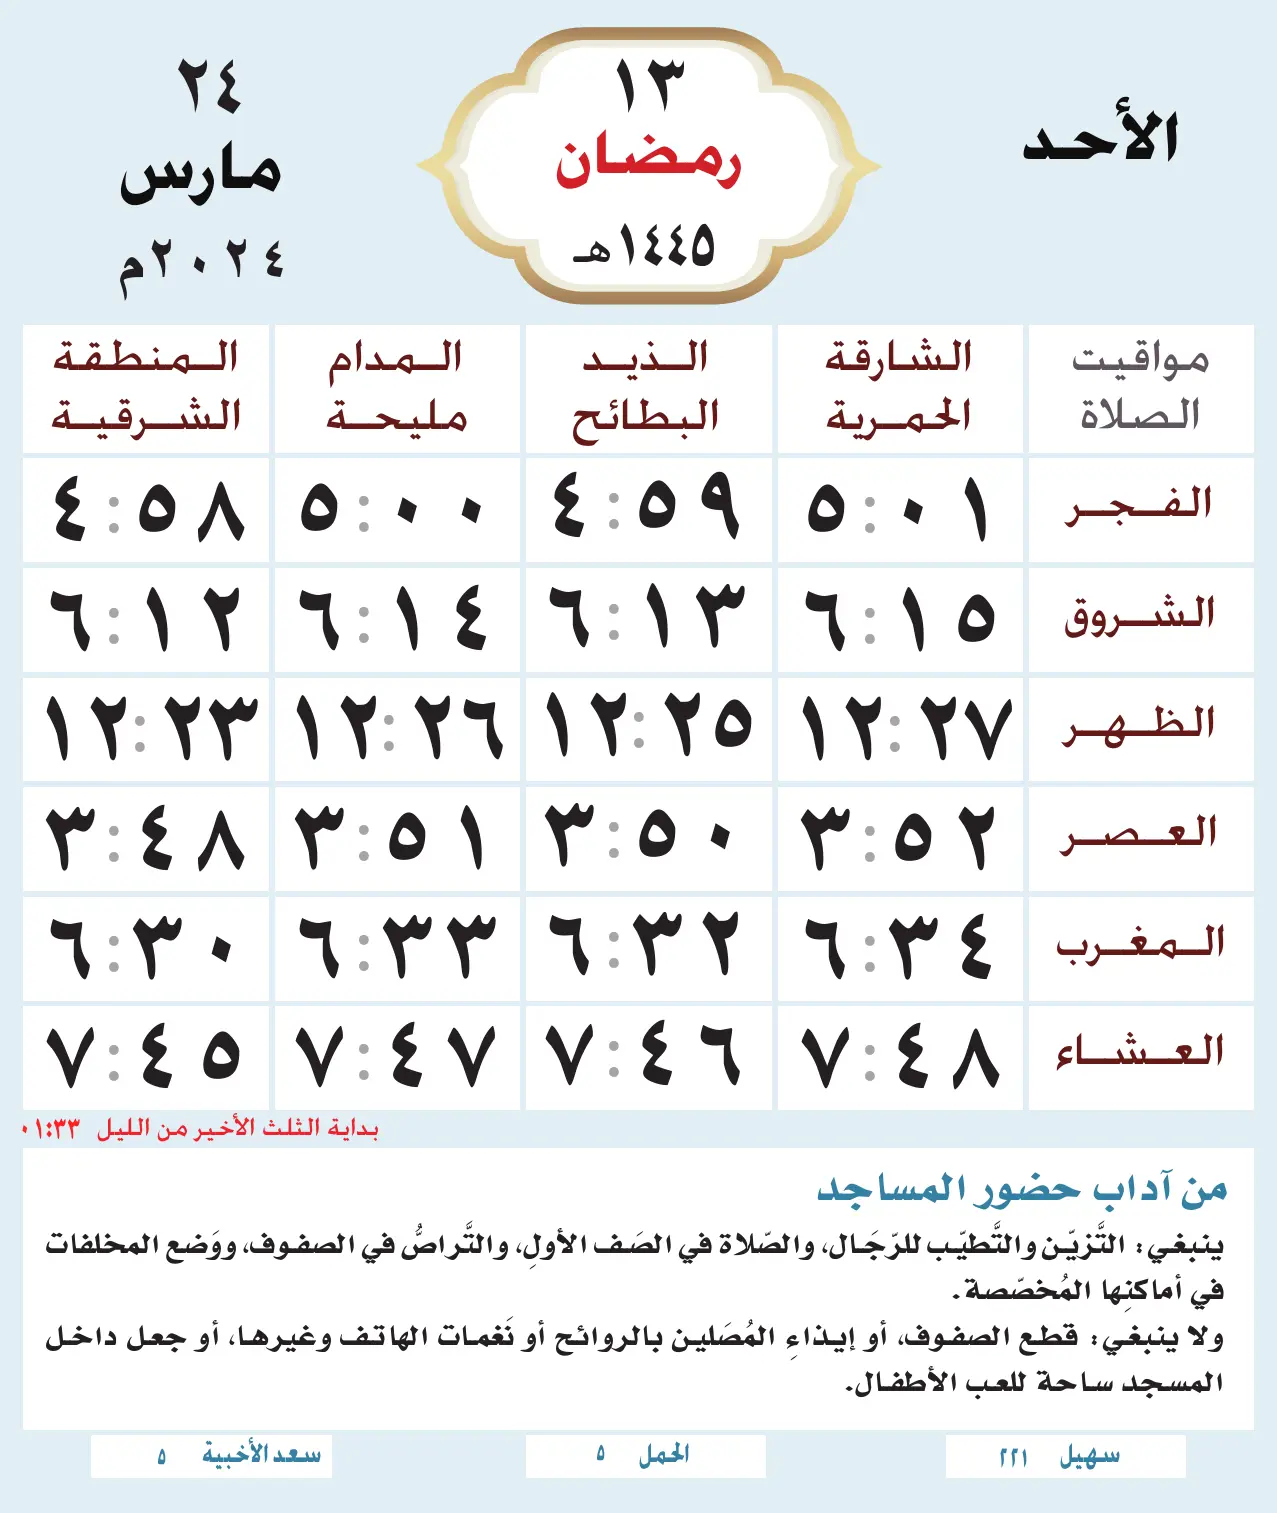 الأحد
١٣
رمضان
١٤٤٥هـ
٢٤
مارس
٢٠٢٤م
مواقيت الصلاة
الشارقة الحمرية
الذيد البطائح
المدام مليحة
المنطقة الشرقية
الفجر ٥:٠١ ٤:٥٩ ٥:٠٠ ٤:٥٨
الشروق ٦:١٥ ٦:١٣ ٦:١٤ ٦:١٢
الظهر ١٢:٢٧ ١٢:٢٥ ١٢:٢٦ ١٢:٢٣
العصر ٣:٥٢ ٣:٥٠ ٣:٥١ ٣:٤٨
المغرب ٦:٣٤ ٦:٣٢ ٦:٣٣ ٦:٣٠
العشاء ٧:٤٨ ٧:٤٦ ٧:٤٧ ٧:٤٥
بداية الثلث الأخير من الليل ٠١:٣٣
من آداب حضور المساجد
ينبغي: التَّزيّن والتَّطيّب للرّجَال، والصّلاة في الصَف الأولِ، والتَّراصُّ في الصفوف، ووَضع المخلفات
في أماكنِها المُخصّصة.
ولا ينبغي: قطع الصفوف، أو إيذاءِ المُصَلين بالروائح أو نَغمات الهاتف وغيرها، أو جعل داخل
المسجد ساحة للعب الأطفال.
سهيل ٢٢١
الحمل ٥
سعد الأخبية ٥